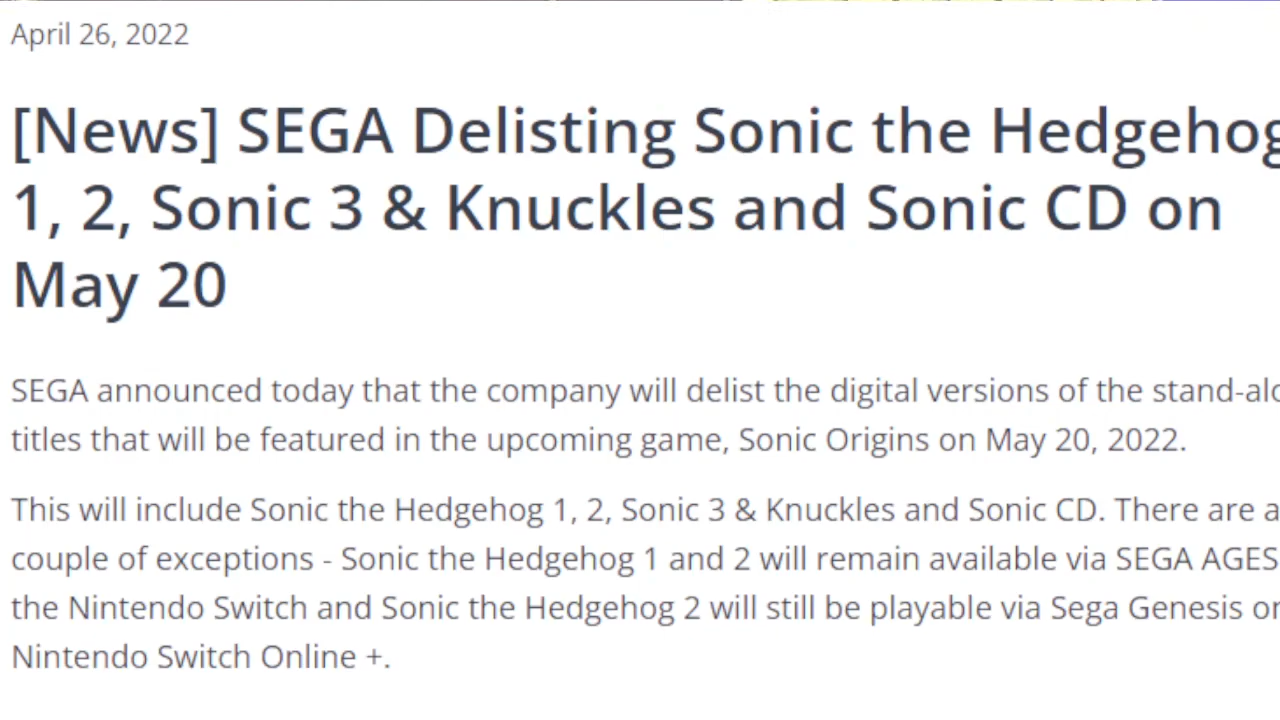 April 26, 2022
[News] SEGA Delisting Sonic the Hedgehog
1, 2, Sonic 3 & Knuckles and Sonic CD on
May 20
SEGA announced today that the company will delist the digital versions of the
titles that will be featured in the upcoming game, Sonic Origins on May 20, 2022.
This will include Sonic the Hedgehog 1, 2, Sonic 3 & Knuckles and Sonic CD. There are a
couple of exceptions - Sonic the Hedgehog 1 and 2 will remain available via SEGA AGES
the Nintendo Switch and Sonic the Hedgehog 2 will still be playable via Sega Genesis
Nintendo Switch Online +.